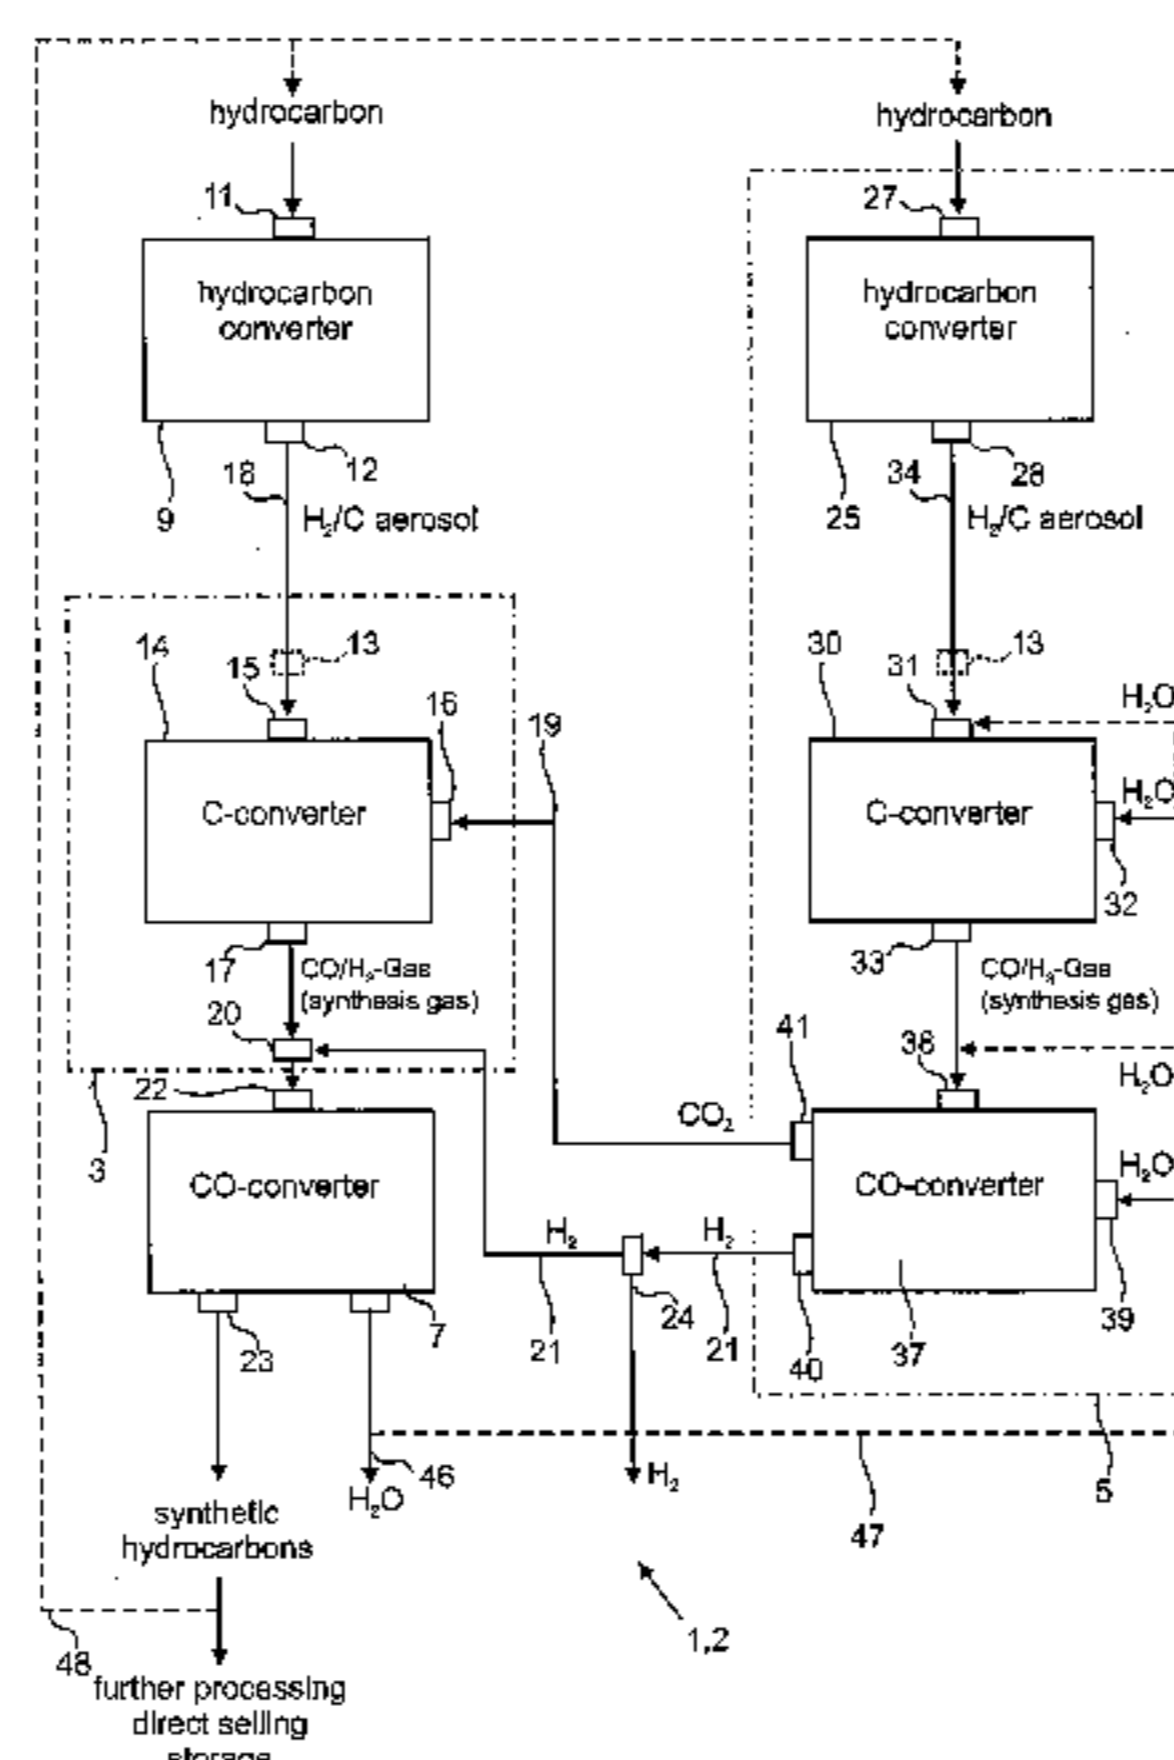 hydrocarbon
hydrocarbon
11
27
hydrocarbon
converter
hydrocarbon
converter
12
28
18
34
9
H₂/C aerosol
25
H₂/C aerosol
14
13
30
13
15
31
16
19
H₂O
H₂O
C-converter
C-converter
32
17
CO/H₂-Gas
(synthesis gas)
33
CO/H₂-Gas
(synthesis gas)
20
41
36
22
H₂O
CO₂
3
H₂O
CO-converter
CO-converter
H₂
H₂
24
39
7
23
21
21
40
37
46
H₂
5
H₂O
synthetic
hydrocarbons
47
1,2
48
further processing
direct selling
storage